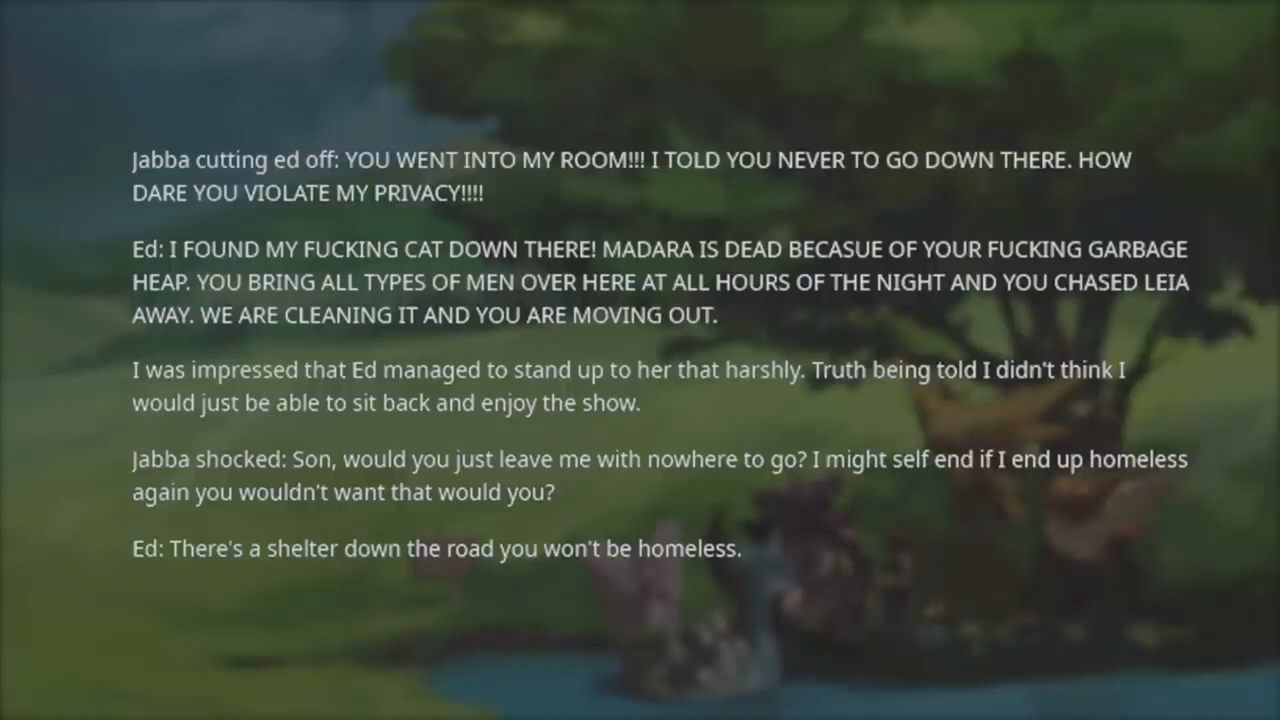 Jabba cutting ed off: YOU WENT INTO MY ROOM!!! I TOLD YOU NEVER TO GO DOWN THERE. HOW
DARE YOU VIOLATE MY PRIVACY!!!!
Ed: I FOUND MY FUCKING CAT DOWN THERE! MADARA IS DEAD BECASUE OF YOUR FUCKING GARBAGE
HEAP. YOU BRING ALL TYPES OF MEN OVER HERE AT ALL HOURS OF THE NIGHT AND YOU CHASED LEIA
AWAY. WE ARE CLEANING IT AND YOU ARE MOVING OUT.
I was impressed that Ed managed to stand up to her that harshly. Truth being told I didn't think I
would just be able to sit back and enjoy the show.
Jabba shocked: Son, would you just leave me with nowhere to go? I might self end if I end up homeless
again you wouldn't want that would you?
Ed: There's a shelter down the road you won't be homeless.